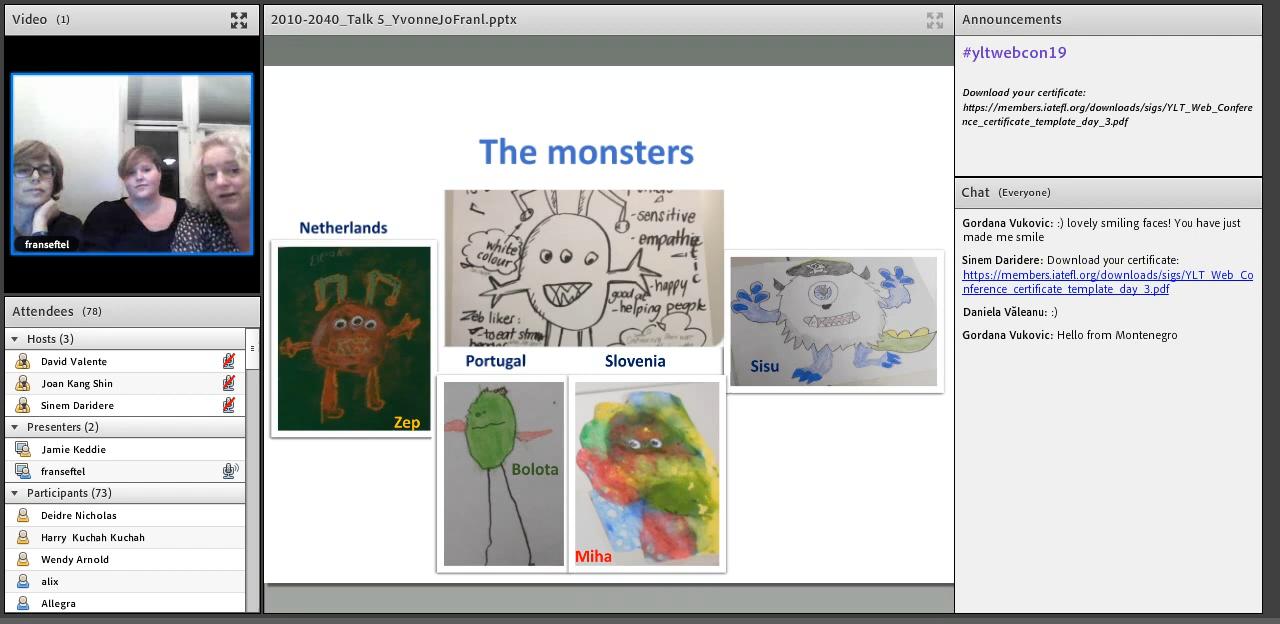 Video (1)
franseftel
Attendees (78)
Hosts (3)
David Valente
Joan Kang Shin
Sinem Daridere
Presenters (2)
Jamie Keddie
franseftel
Participants (73)
Deidre Nicholas
Harry Kuchah Kuchah
Wendy Arnold
alix
Allegra
2010-2040_Talk 5_YvonneJoFranl.pptx
The monsters
Netherlands
Zep
white
colour
-sensitive
-happy
good at
-helping people
Zeb likes:
Portugal
Slovenia
Bolota
Miha
Sisu
Announcements
#yltwebcon19
Download your certificate:
https://members.iatefl.org/downloads/sigs/YLT_Web_Confere
nce_certificate_template_day_3.pdf
Chat (Everyone)
Gordana Vukovic: :) lovely smiling faces! You have just
made me smile
Sinem Daridere: Download your certificate:
https://members.iatefl.org/downloads/sigs/YLT_Web_Co
nference_certificate_template_day_3.pdf
Daniela Văleanu: :)
Gordana Vukovic: Hello from Montenegro